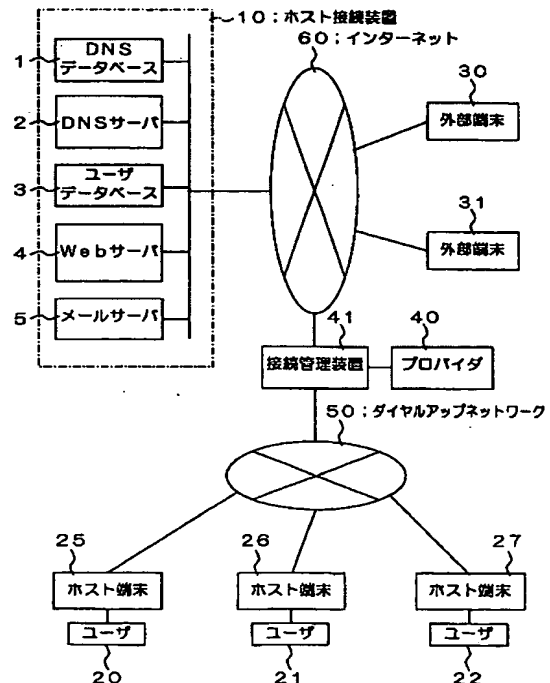 10；ホスト接続装置
60；インターネット
1
DNS
データベース
2
DNSサーバ
3
ユーザ
データベース
4
Webサーバ
5
メールサーバ
30
外部端末
31
外部端末
41
接続管理装置
40
プロバイダ
50；ダイヤルアップネットワーク
25
ホスト端末
26
ホスト端末
27
ホスト端末
ユーザ
ユーザ
ユーザ
20
21
22